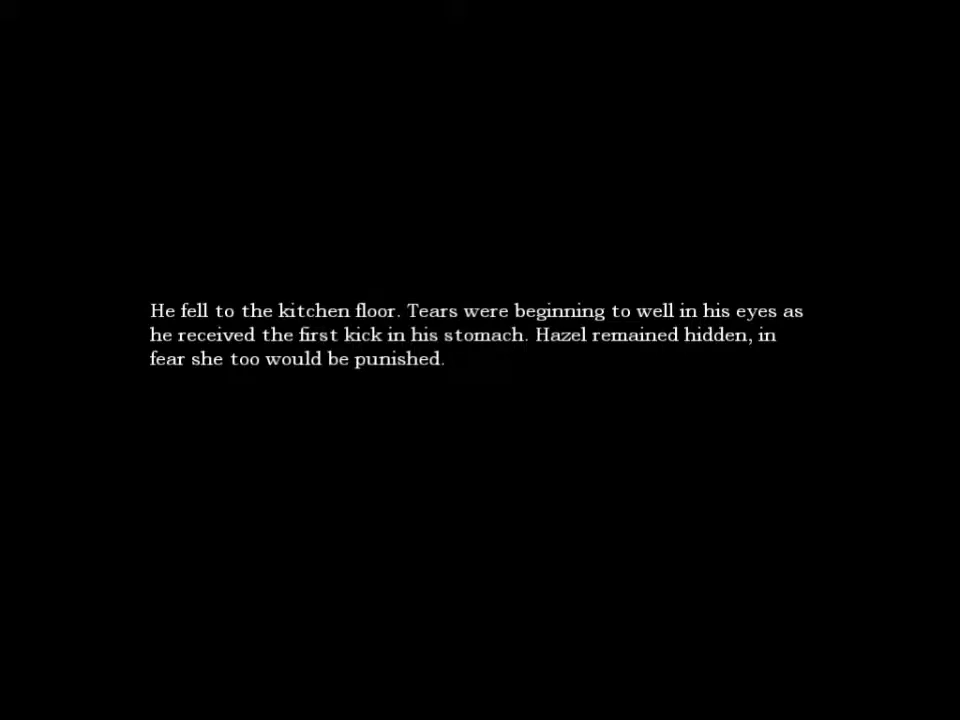 He fell to the kitchen floor. Tears were beginning to well in his eyes as
he received the first kick in his stomach. Hazel remained hidden, in
fear she too would be punished.